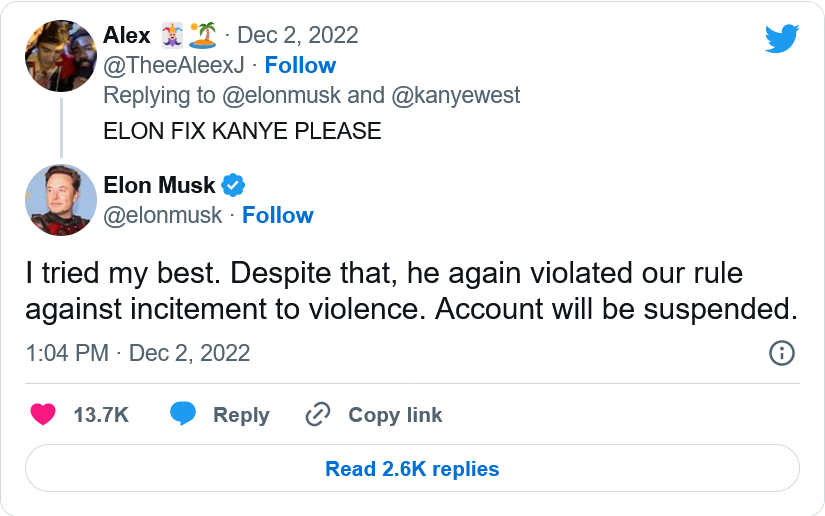 Alex 🃏🏝️ · Dec 2, 2022
@TheeAleexJ · Follow
Replying to @elonmusk and @kanyewest
ELON FIX KANYE PLEASE
Elon Musk
@elonmusk · Follow
I tried my best. Despite that, he again violated our rule
against incitement to violence. Account will be suspended.
1:04 PM · Dec 2, 2022
13.7K Reply Copy link
Read 2.6K replies